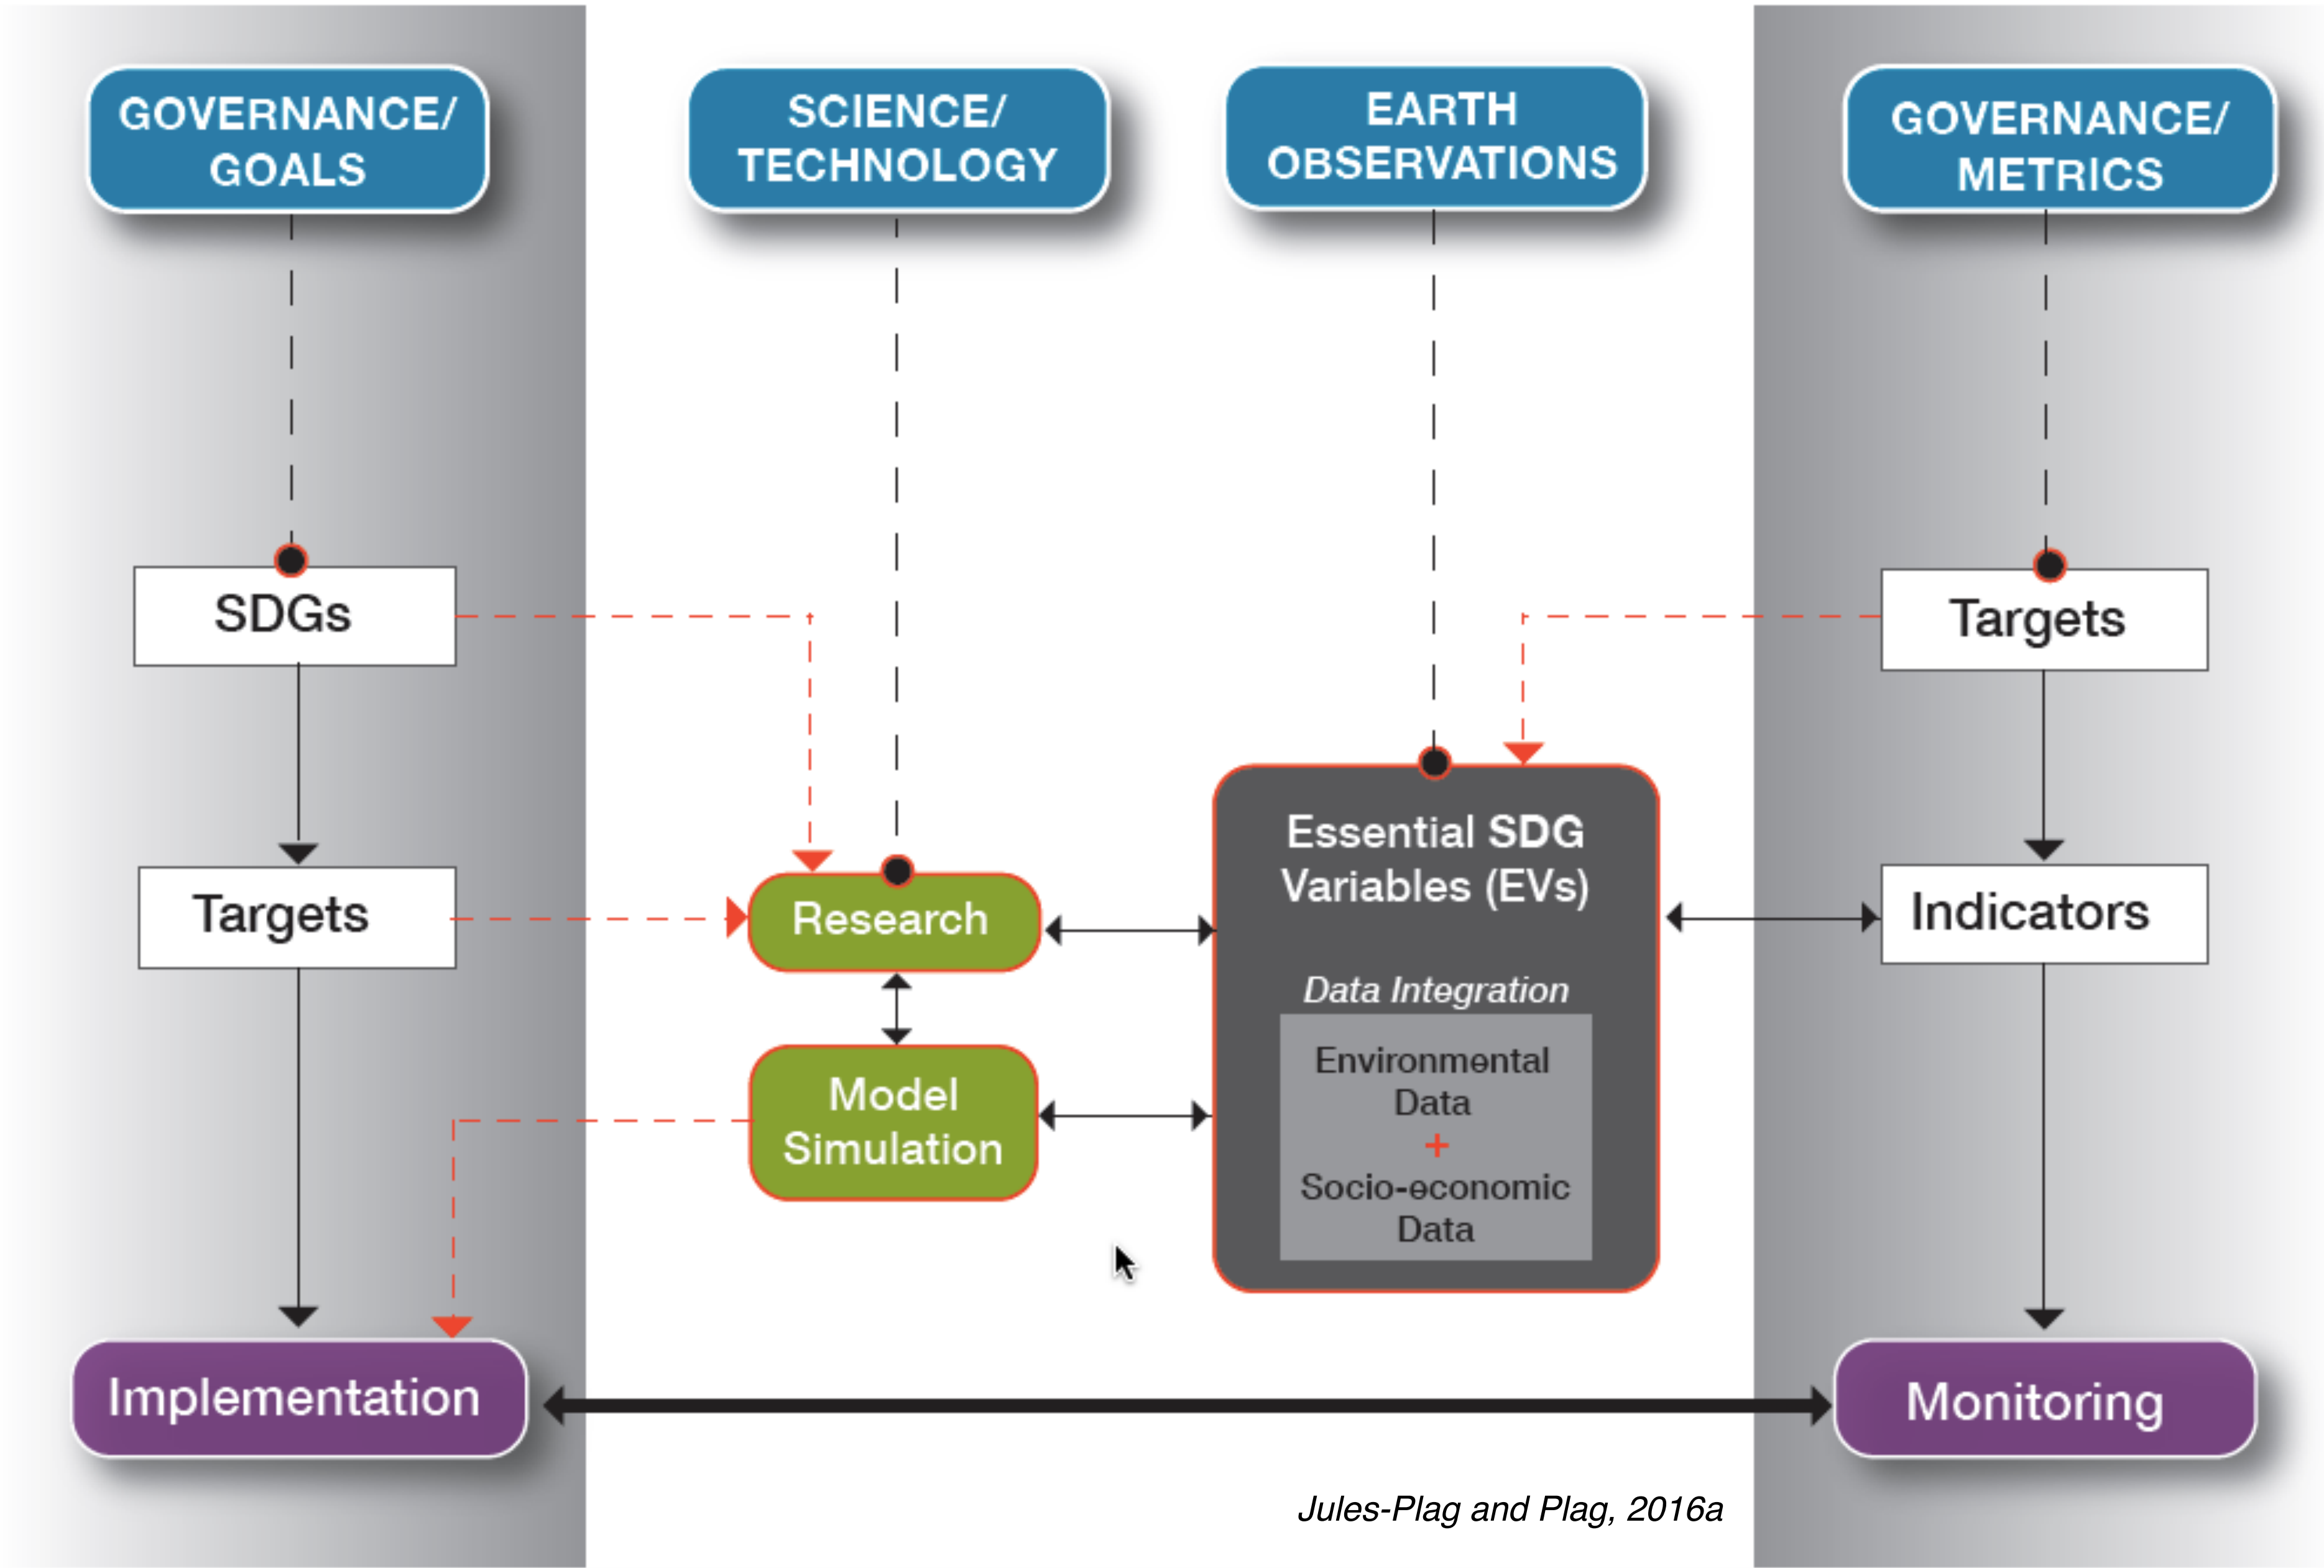 GOVERNANCE/
GOALS
SCIENCE/
TECHNOLOGY
EARTH
OBSERVATIONS
GOVERNANCE/
METRICS
SDGs
Targets
Targets
Essential SDG
Variables (EVs)
Research
Indicators
Data Integration
Environmental
Data
+
Socio-economic
Data
Model
Simulation
Implementation
Monitoring
Jules-Plag and Plag, 2016a